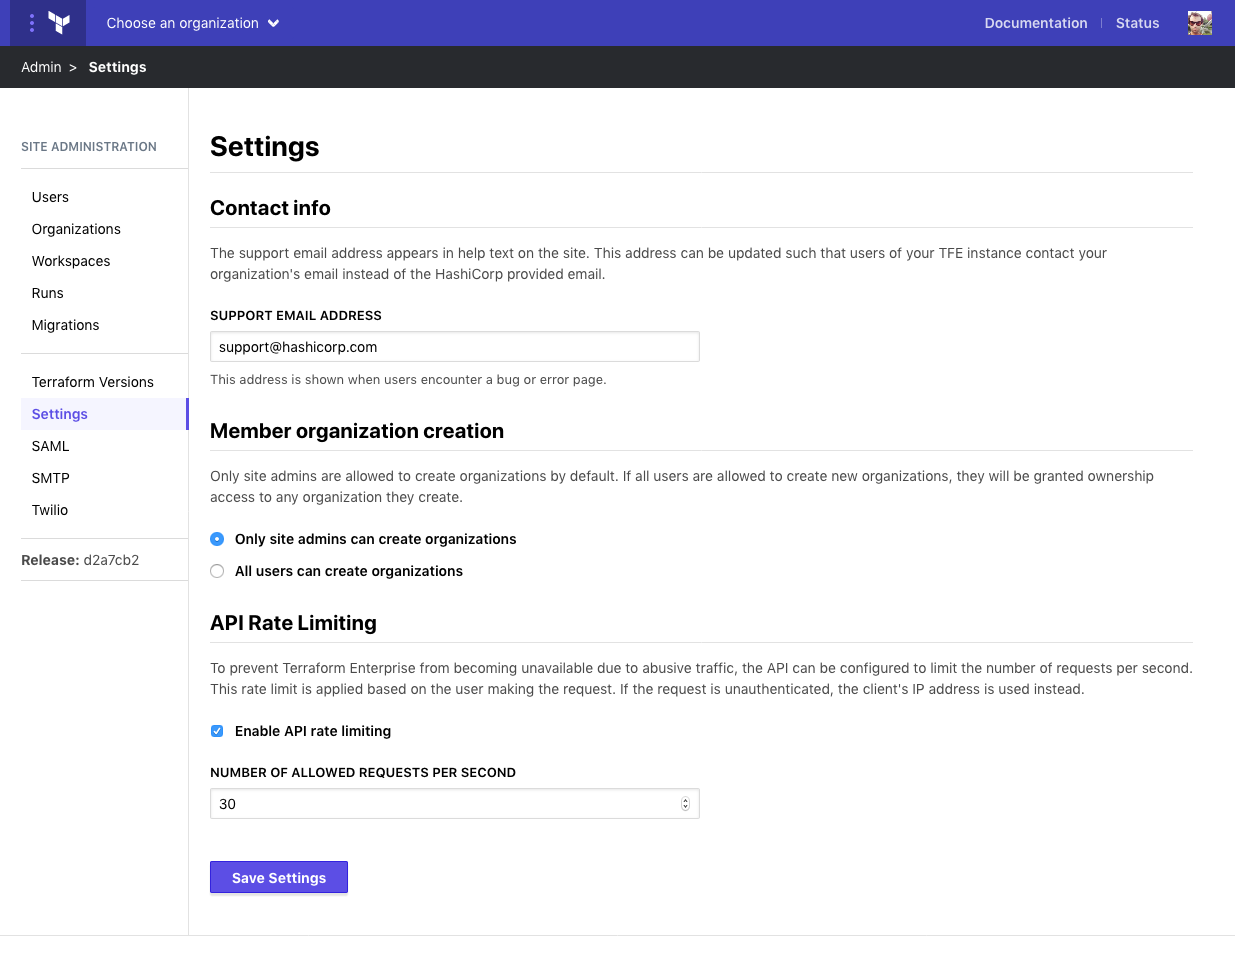 Choose an organization
Documentation
Status
Admin > Settings
SITE ADMINISTRATION
Users
Organizations
Workspaces
Runs
Migrations
Terraform Versions
Settings
SAML
SMTP
Twilio
Release: d2a7cb2
Settings
Contact info
The support email address appears in help text on the site. This address can be updated such that users of your TFE instance contact your
organization's email instead of the HashiCorp provided email.
SUPPORT EMAIL ADDRESS
support@hashicorp.com
This address is shown when users encounter a bug or error page.
Member organization creation
Only site admins are allowed to create organizations by default. If all users are allowed to create new organizations, they will be granted ownership
access to any organization they create.
Only site admins can create organizations
All users can create organizations
API Rate Limiting
To prevent Terraform Enterprise from becoming unavailable due to abusive traffic, the API can be configured to limit the number of requests per second.
This rate limit is applied based on the user making the request. If the request is unauthenticated, the client's IP address is used instead.
Enable API rate limiting
NUMBER OF ALLOWED REQUESTS PER SECOND
30
Save Settings